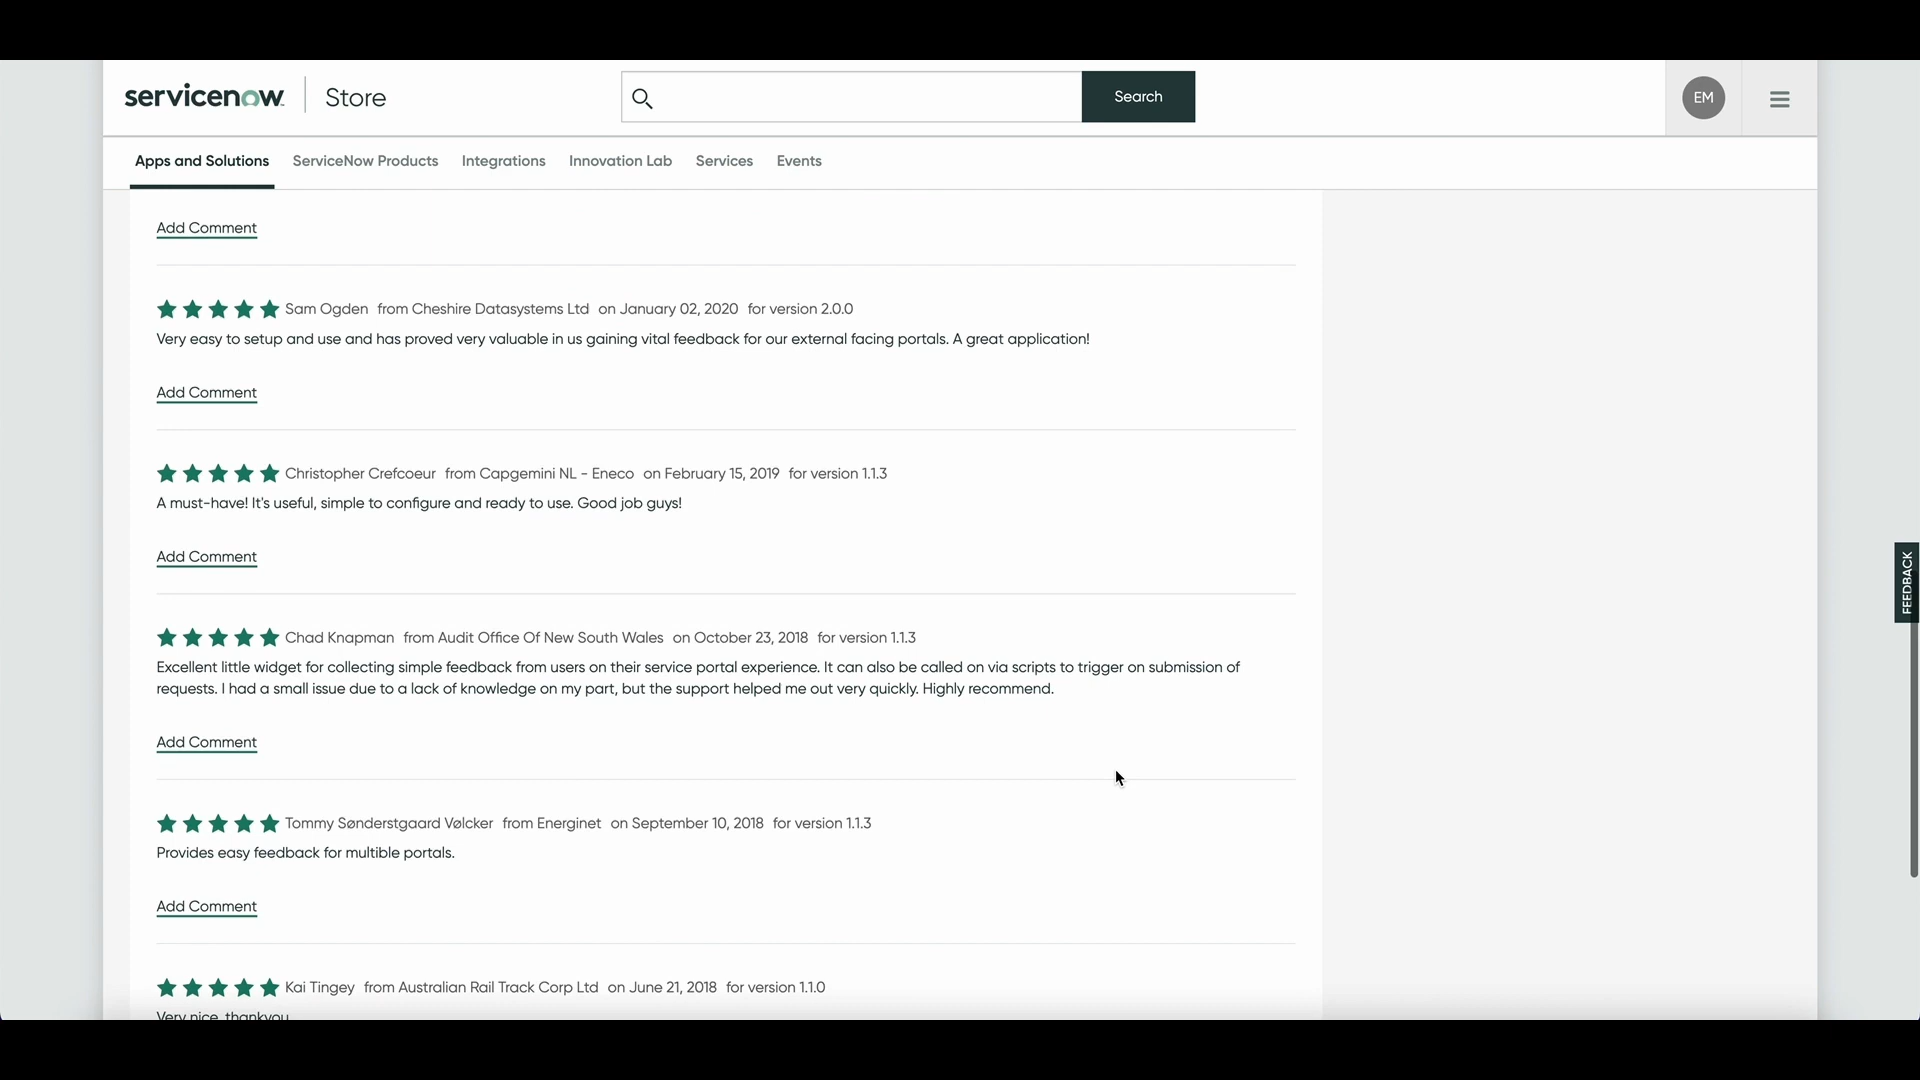 servicenow Store
Search
EM
Apps and Solutions ServiceNow Products Integrations Innovation Lab Services Events
Add Comment
Sam Ogden from Cheshire Datasystems Ltd on January 02, 2020 for version 2.0.0
Very easy to setup and use and has proved very valuable in us gaining vital feedback for our external facing portals. A great application!
Add Comment
Christopher Crefcoeur from Capgemini NL - Eneco on February 15, 2019 for version 1.1.3
A must-have! It's useful, simple to configure and ready to use. Good job guys!
Add Comment
FEEDBACK
Chad Knapman from Audit Office Of New South Wales on October 23, 2018 for version 1.1.3
Excellent little widget for collecting simple feedback from users on their service portal experience. It can also be called on via scripts to trigger on submission of
requests. I had a small issue due to a lack of knowledge on my part, but the support helped me out very quickly. Highly recommend.
Add Comment
Tommy Sønderstgaard Vølcker from Energinet on September 10, 2018 for version 1.1.3
Provides easy feedback for multiple portals.
Add Comment
Kai Tingey from Australian Rail Track Corp Ltd on June 21, 2018 for version 1.1.0
Very nice, thankyou